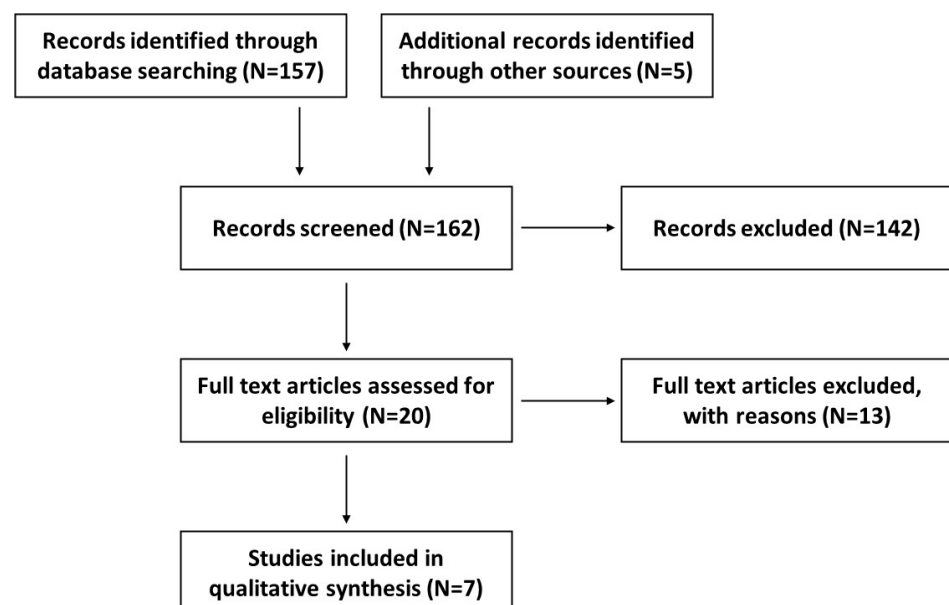 Records identified through
database searching (N=157)
Additional records identified
through other sources (N=5)
Records screened (N=162)
Records excluded (N=142)
Full text articles assessed for
eligibility (N=20)
Full text articles excluded,
with reasons (N=13)
Studies included in
qualitative synthesis (N=7)